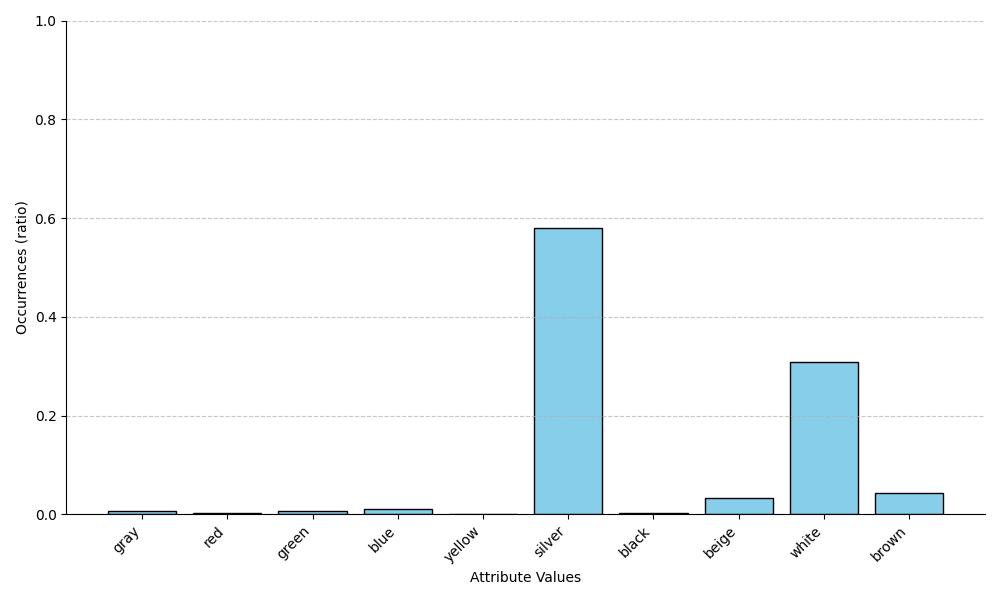 1.0
0.8
0.6
0.4
0.2
0.0
Occurrences (ratio)
gray
red
green
blue
yellow
silver
black
beige
white
brown
Attribute Values